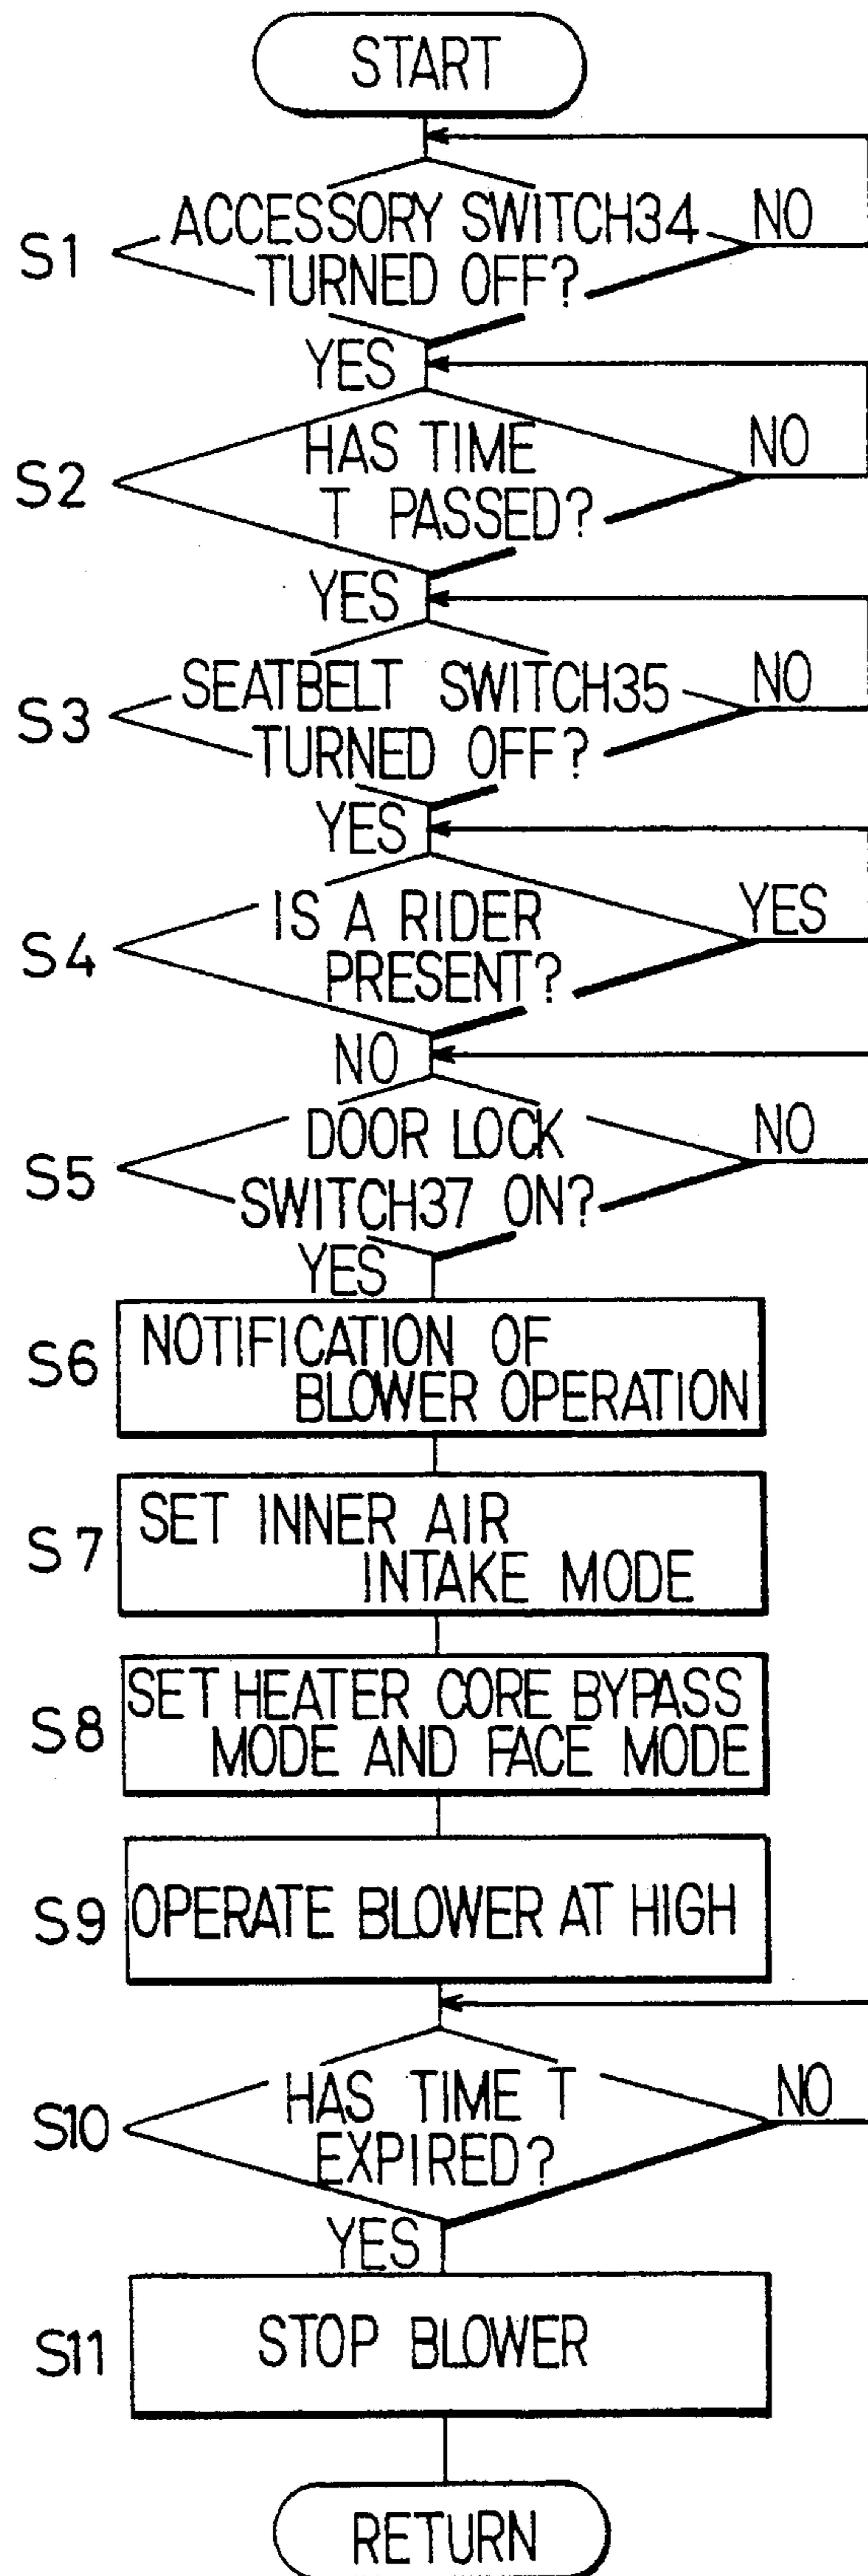 START
S1
ACCESSORY SWITCH34
TURNED OFF?
NO
YES
S2
HAS TIME
T PASSED?
NO
YES
S3
SEATBELT SWITCH35
TURNED OFF?
NO
YES
S4
IS A RIDER
PRESENT?
YES
NO
S5
DOOR LOCK
SWITCH37 ON?
NO
YES
S6
NOTIFICATION OF
BLOWER OPERATION
S7
SET INNER AIR
INTAKE MODE
S8
SET HEATER CORE BYPASS
MODE AND FACE MODE
S9
OPERATE BLOWER AT HIGH
S10
HAS TIME T
EXPIRED?
NO
YES
S11
STOP BLOWER
RETURN